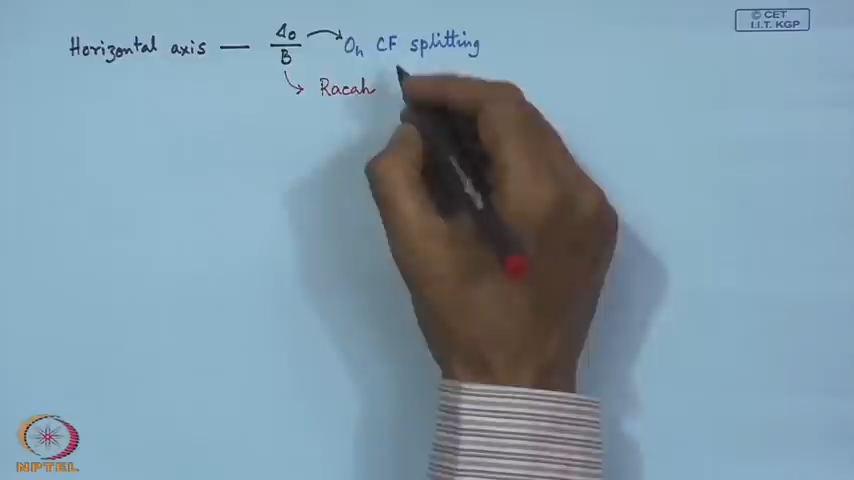 Horizontal axis — Δo/B → Oh CF splitting
→ Racah
© CET
I.I.T. KGP
NPTEL